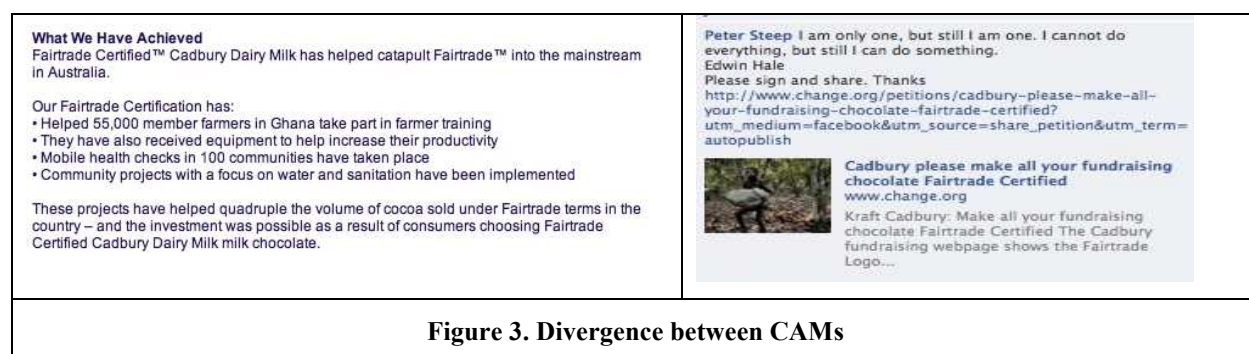 What We Have Achieved
Fairtrade Certified™ Cadbury Dairy Milk has helped catapult Fairtrade™ into the mainstream
in Australia.
Our Fairtrade Certification has:
• Helped 55,000 member farmers in Ghana take part in farmer training
• They have also received equipment to help increase their productivity
• Mobile health checks in 100 communities have taken place
• Community projects with a focus on water and sanitation have been implemented
These projects have helped quadruple the volume of cocoa sold under Fairtrade terms in the
country – and the investment was possible as a result of consumers choosing Fairtrade
Certified Cadbury Dairy Milk milk chocolate.
Peter Steep I am only one, but still I am one. I cannot do
everything, but still I can do something.
Edwin Hale
Please sign and share. Thanks
http://www.change.org/petitions/cadbury-please-make-all-
your-fundraising-chocolate-fairtrade-certified?
utm_medium=facebook&utm_source=share_petition&utm_term=
autopublish
Cadbury please make all your fundraising
chocolate Fairtrade Certified
www.change.org
Kraft Cadbury: Make all your fundraising
chocolate Fairtrade Certified The Cadbury
fundraising webpage shows the Fairtrade
Logo...
Figure 3. Divergence between CAMs